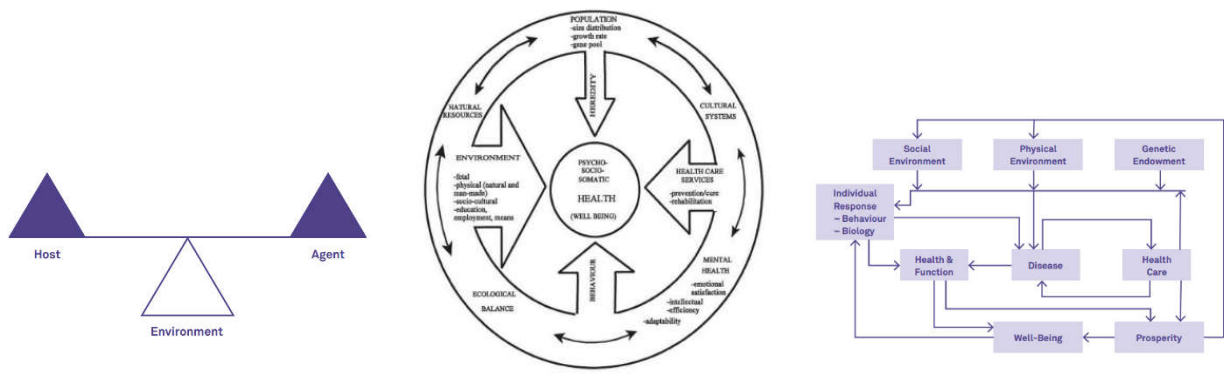 Host
Agent
Environment
POPULATION
-size distribution
-growth rate
-gene pool
HEREDITY
NATURAL
RESOURCES
CULTURAL
SYSTEMS
ENVIRONMENT
-fetal
-physical (natural and
man-made)
-socio-cultural
-education,
employment, means
PSYCHO-
SOCIO-
SOMATIC
HEALTH
(WELL BEING)
HEALTH CARE
SERVICES
-prevention/cure
-rehabilitation
BEHAVIOUR
MENTAL
HEALTH
-emotional
satisfaction
-intellectual
-efficiency
-adaptability
ECOLOGICAL
BALANCE
Social
Environment
Physical
Environment
Genetic
Endowment
Individual
Response
– Behaviour
– Biology
Health &
Function
Disease
Health
Care
Well-Being
Prosperity